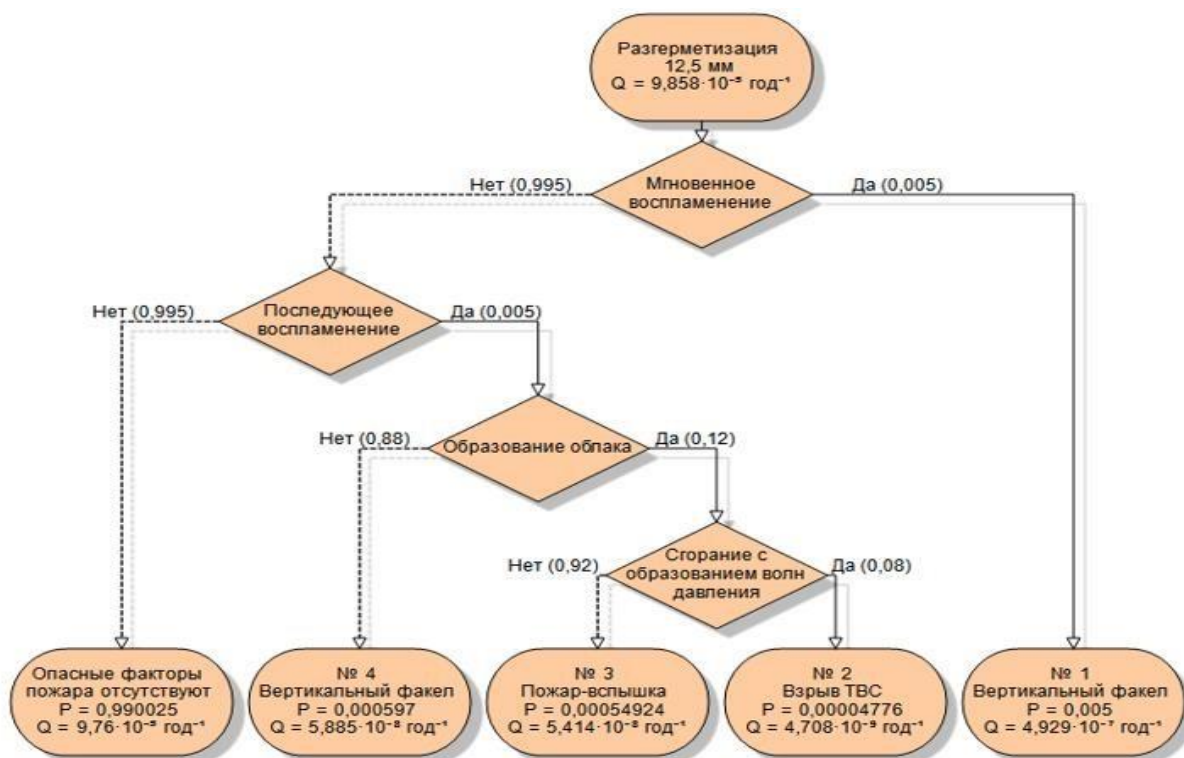 Разгерметизация
12,5 мм
Q = 9,858·10⁻⁵ год⁻¹
Нет (0,995)
Мгновенное
воспламенение
Да (0,005)
Нет (0,995)
Последующее
воспламенение
Да (0,005)
Нет (0,88)
Образование облака
Да (0,12)
Нет (0,92)
Сгорание с
образованием волн
давления
Да (0,08)
Опасные факторы
пожара отсутствуют
P = 0,990025
Q = 9,76·10⁻⁵ год⁻¹
№ 4
Вертикальный факел
P = 0,000597
Q = 5,885·10⁻⁸ год⁻¹
№ 3
Пожар-вспышка
P = 0,00054924
Q = 5,414·10⁻⁸ год⁻¹
№ 2
Взрыв ТВС
P = 0,00004776
Q = 4,708·10⁻⁹ год⁻¹
№ 1
Вертикальный факел
P = 0,005
Q = 4,929·10⁻⁷ год⁻¹